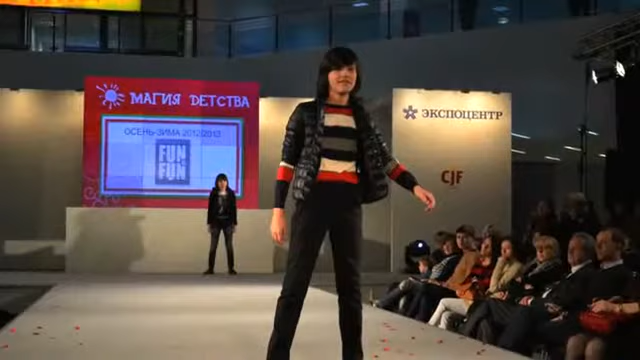 МАГИЯ ДЕТСТВА
ОСЕНЬ-ЗИМА 2012/2013
FUN
FUN
ЭКСПОЦЕНТР
CJF